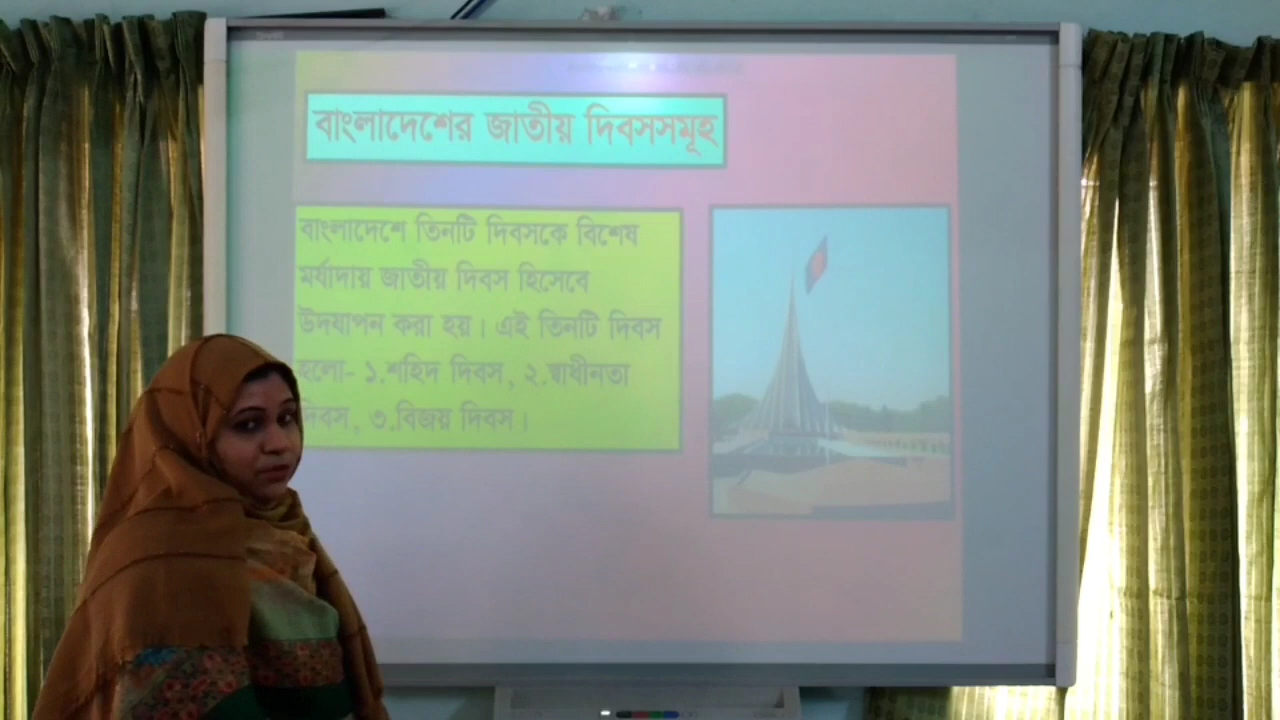 বাংলাদেশের জাতীয় দিবসসমূহ
বাংলাদেশে তিনটি দিবসকে বিশেষ
মর্যাদায় জাতীয় দিবস হিসেবে
উদযাপন করা হয়। এই তিনটি দিবস
হলো- ১.শহিদ দিবস, ২.স্বাধীনতা
দিবস, ৩.বিজয় দিবস।